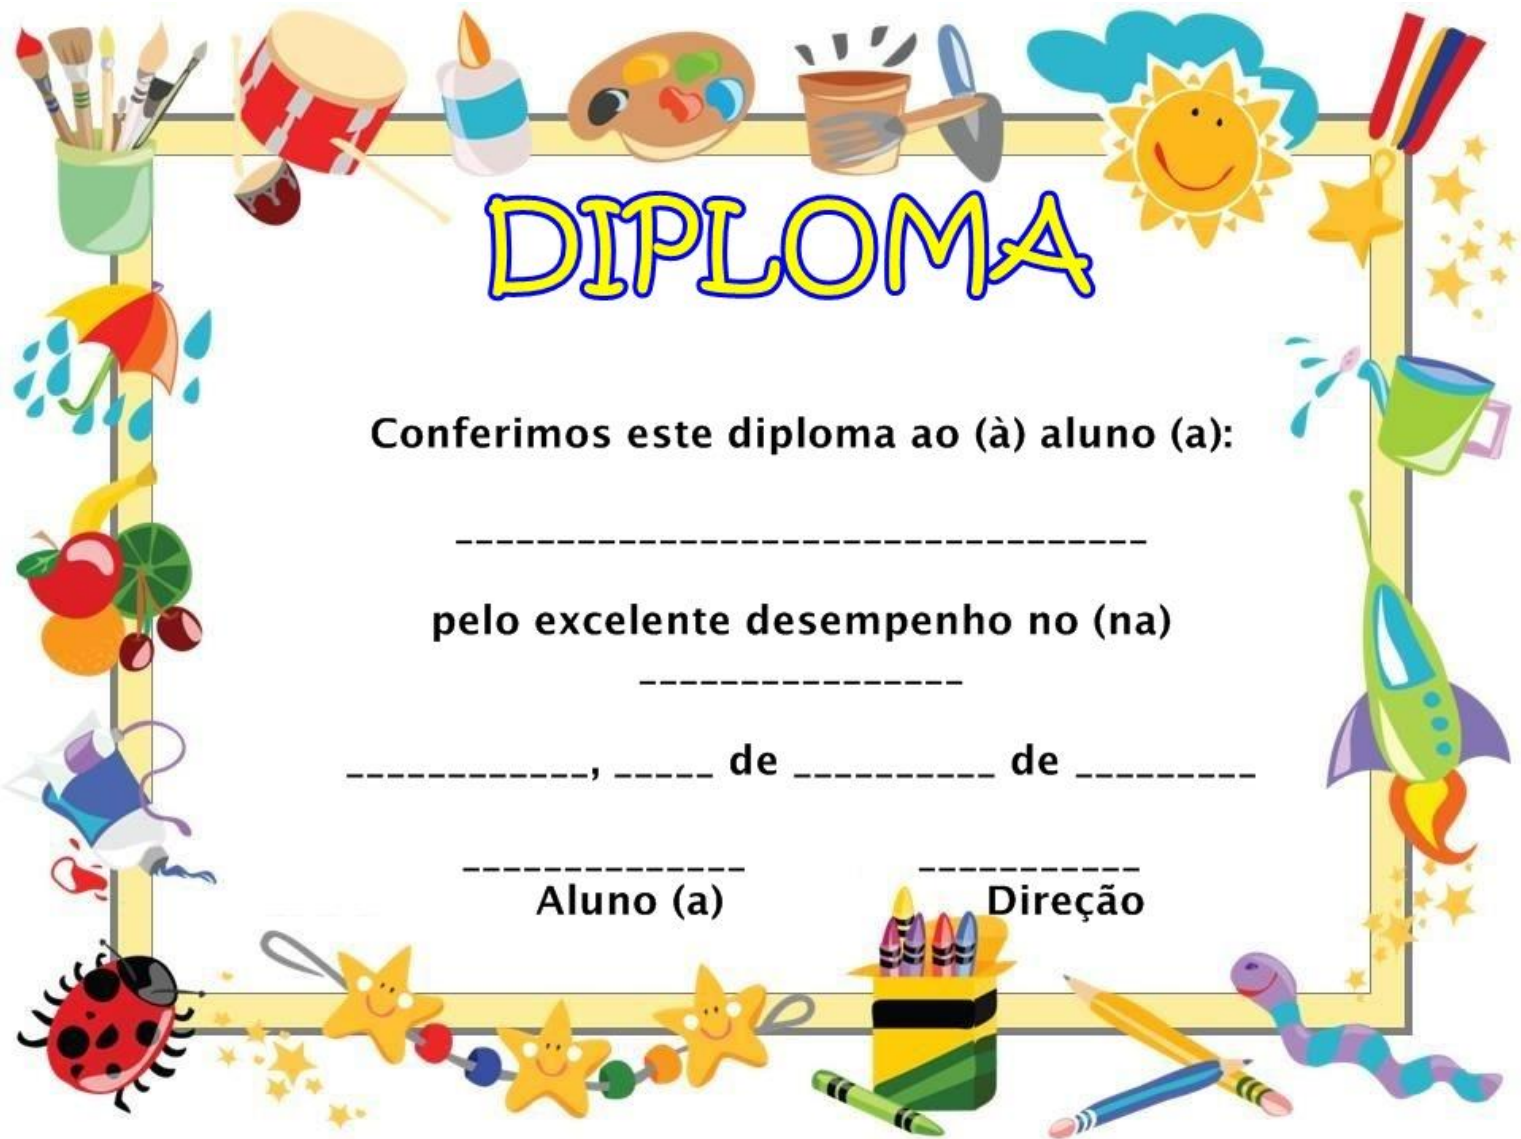 DIPLOMA
Conferimos este diploma ao (à) aluno (a):
__________________________________
pelo excelente desempenho no (na)
________________
____________, _____ de __________ de _________
______________ ___________
Aluno (a) Direção